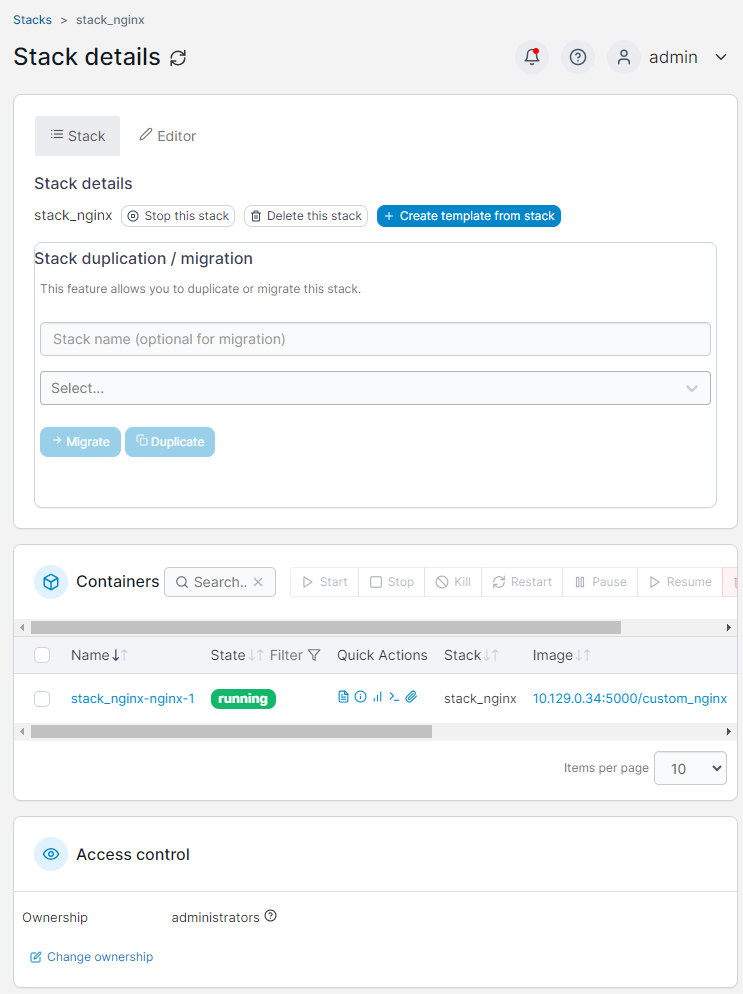 Stacks > stack_nginx
Stack details
admin
Stack
Editor
Stack details
stack_nginx
Stop this stack
Delete this stack
+ Create template from stack
Stack duplication / migration
This feature allows you to duplicate or migrate this stack.
Stack name (optional for migration)
Select...
Migrate
Duplicate
Containers
Search..
Start
Stop
Kill
Restart
Pause
Resume
Name
State
Filter
Quick Actions
Stack
Image
stack_nginx-nginx-1
running
stack_nginx
10.129.0.34:5000/custom_nginx
Items per page
10
Access control
Ownership
administrators
Change ownership